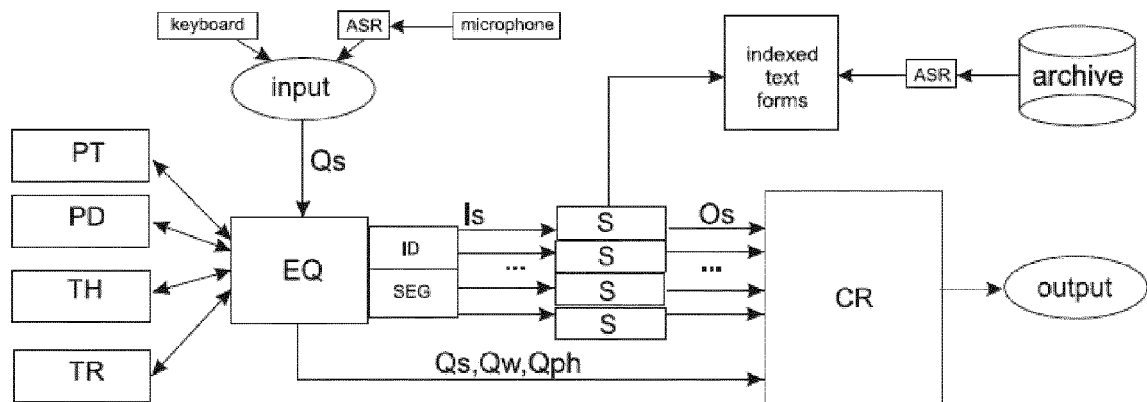 keyboard
ASR
microphone
input
indexed
text
forms
ASR
archive
PT
Qs
PD
EQ
ID
SEG
Is
S
Os
...
S
...
S
S
TH
CR
output
TR
Qs,Qw,Qph